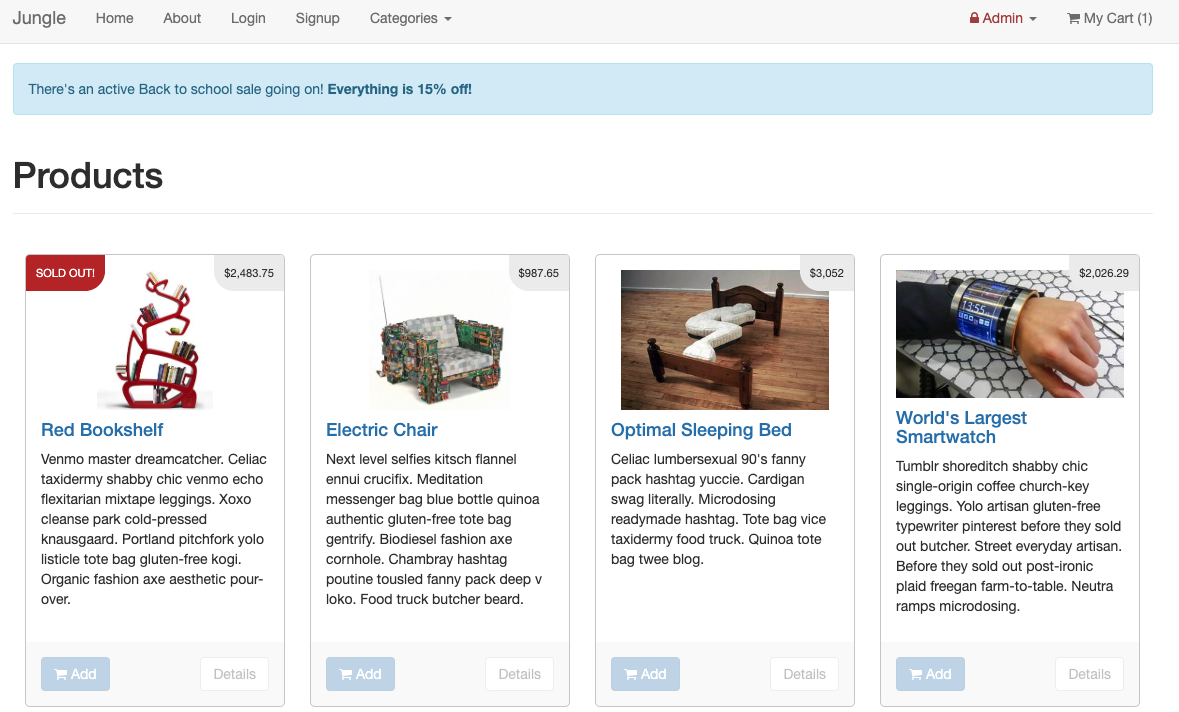 Jungle Home About Login Signup Categories Admin My Cart (1)
There's an active Back to school sale going on! Everything is 15% off!
Products
SOLD OUT!
$2,483.75
Red Bookshelf
Venmo master dreamcatcher. Celiac
taxidermy shabby chic venmo echo
flexitarian mixtape leggings. Xoxo
cleanse park cold-pressed
knausgaard. Portland pitchfork yolo
listicle tote bag gluten-free kogi.
Organic fashion axe aesthetic pour-
over.
Add Details
$987.65
Electric Chair
Next level selfies kitsch flannel
ennui crucifix. Meditation
messenger bag blue bottle quinoa
authentic gluten-free tote bag
gentrify. Biodiesel fashion axe
cornhole. Chambray hashtag
poutine tousled fanny pack deep v
loko. Food truck butcher beard.
Add Details
$3,052
Optimal Sleeping Bed
Celiac lumbersexual 90's fanny
pack hashtag yuccie. Cardigan
swag literally. Microdosing
readymade hashtag. Tote bag vice
taxidermy food truck. Quinoa tote
bag twee blog.
Add Details
$2,026.29
13:55
World's Largest
Smartwatch
Tumblr shoreditch shabby chic
single-origin coffee church-key
leggings. Yolo artisan gluten-free
typewriter pinterest before they sold
out butcher. Street everyday artisan.
Before they sold out post-ironic
plaid freegan farm-to-table. Neutra
ramps microdosing.
Add Details